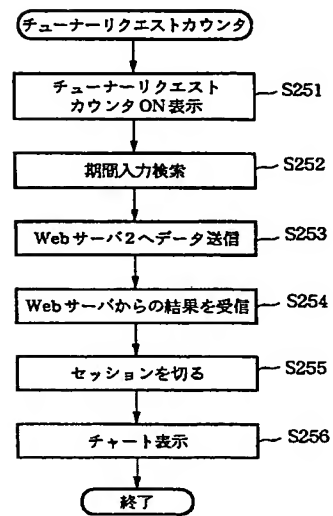 チューナーリクエストカウンタ
チューナーリクエスト
カウンタON表示
S251
期間入力検索
S252
Webサーバ2へデータ送信
S253
Webサーバからの結果を受信
S254
セッションを切る
S255
チャート表示
S256
終了